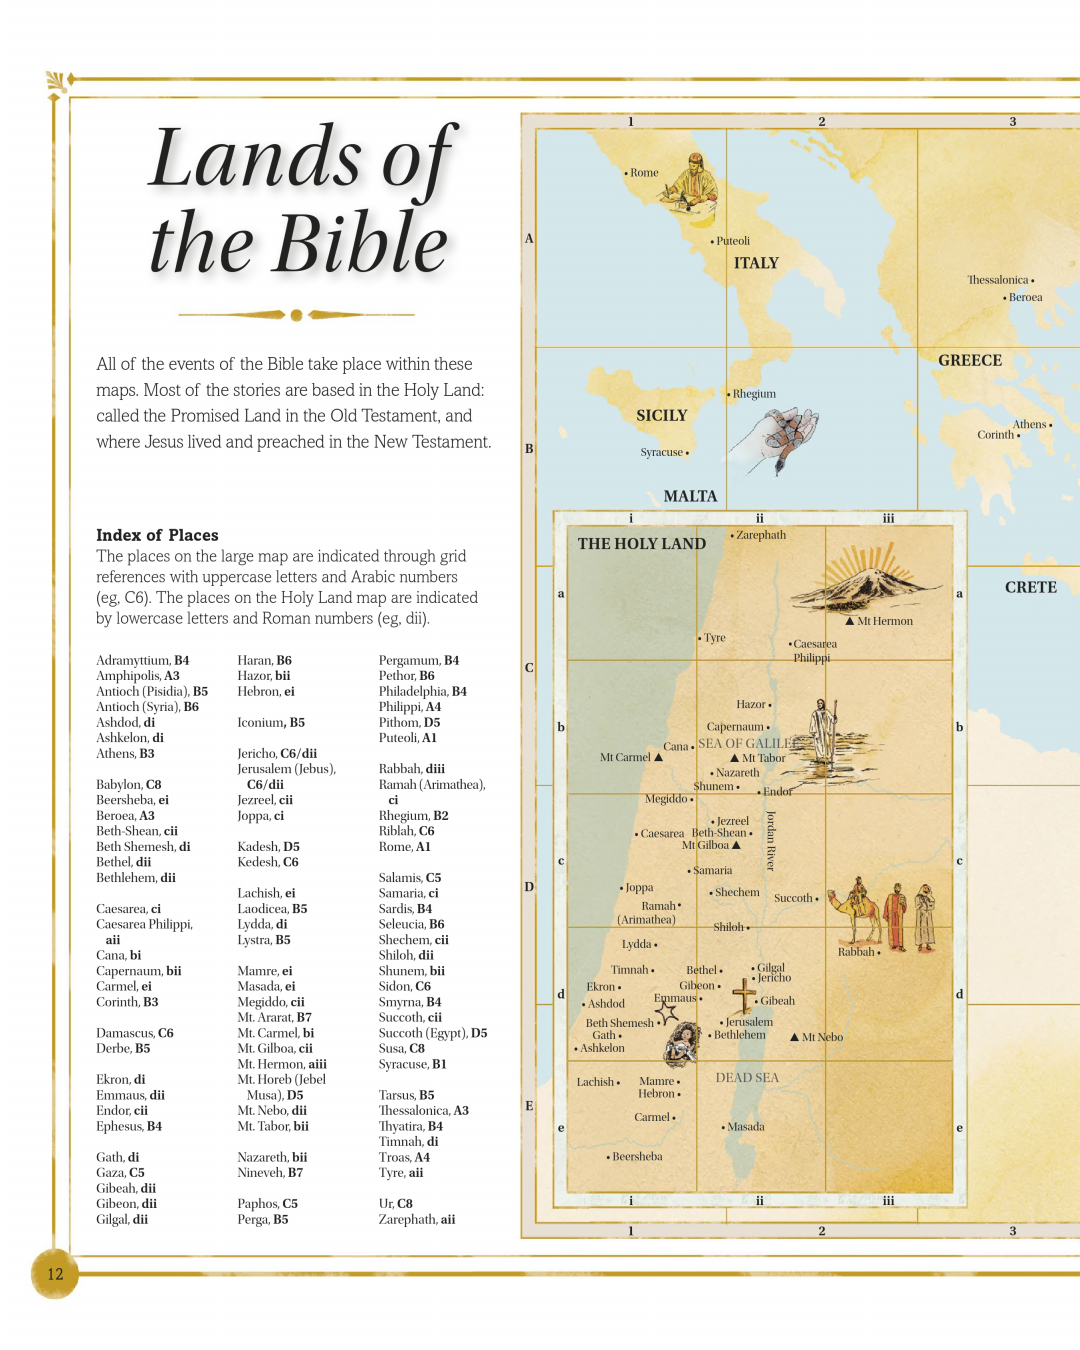 Lands of
the Bible
All of the events of the Bible take place within these
maps. Most of the stories are based in the Holy Land:
called the Promised Land in the Old Testament, and
where Jesus lived and preached in the New Testament.
Index of Places
The places on the large map are indicated through grid
references with uppercase letters and Arabic numbers
(eg, C6). The places on the Holy Land map are indicated
by lowercase letters and Roman numbers (eg, dii).
Adramyttium, B4
Amphipolis, A3
Antioch (Pisidia), B5
Antioch (Syria), B6
Ashdod, di
Ashkelon, di
Athens, B3
Babylon, C8
Beersheba, ei
Beroea, A3
Beth-Shean, cii
Beth Shemesh, di
Bethel, dii
Bethlehem, dii
Caesarea, ci
Caesarea Philippi,
aii
Cana, bi
Capernaum, bii
Carmel, ei
Corinth, B3
Damascus, C6
Derbe, B5
Ekron, di
Emmaus, dii
Endor, cii
Ephesus, B4
Gath, di
Gaza, C5
Gibeah, dii
Gibeon, dii
Gilgal, dii
Haran, B6
Hazor, bii
Hebron, ei
Iconium, B5
Jericho, C6/dii
Jerusalem (Jebus),
C6/dii
Jezreel, cii
Joppa, ci
Kadesh, D5
Kedesh, C6
Lachish, ei
Laodicea, B5
Lydda, di
Lystra, B5
Mamre, ei
Masada, ei
Megiddo, cii
Mt. Ararat, B7
Mt. Carmel, bi
Mt. Gilboa, cii
Mt. Hermon, aiii
Mt. Horeb (Jebel
Musa), D5
Mt. Nebo, dii
Mt. Tabor, bii
Nazareth, bii
Nineveh, B7
Paphos, C5
Perga, B5
Pergamum, B4
Pethor, B6
Philadelphia, B4
Philippi, A4
Pithom, D5
Puteoli, A1
Rabbah, diii
Ramah (Arimathea),
ci
Rhegium, B2
Riblah, C6
Rome, A1
Salamis, C5
Samaria, ci
Sardis, B4
Seleucia, B6
Shechem, cii
Shiloh, dii
Shunem, bii
Sidon, C6
Smyrna, B4
Succoth, cii
Succoth (Egypt), D5
Susa, C8
Syracuse, B1
Tarsus, B5
Thessalonica, A3
Thyatira, B4
Timnah, di
Troas, A4
Tyre, aii
Ur, C8
Zarephath, aii
12
1 2 3
A
Rome
Puteoli
ITALY
Thessalonica
Beroea
GREECE
Rhegium
SICILY
Athens
Corinth
B
Syracuse
MALTA
i ii iii
THE HOLY LAND
Zarephath
CRETE
a a
Mt Hermon
Tyre
Caesarea
Philippi
C
Hazor
b b
Capernaum
Cana
SEA OF GALILEE
Mt Carmel
Mt Tabor
Nazareth
Shunem
Endor
Megiddo
Jezreel
Caesarea
Beth-Shean
Mt Gilboa
Jordan River
c c
Samaria
D
Joppa
Shechem
Succoth
Ramah
(Arimathea)
Shiloh
Lydda
Rabbah
Timnah
Bethel
Gilgal
Jericho
Ekron
Gibeon
d d
Emmaus
Gibeah
Ashdod
Beth Shemesh
Jerusalem
Gath
Bethlehem
Mt Nebo
Ashkelon
Lachish
Mamre
DEAD SEA
Hebron
E
Carmel
e e
Masada
Beersheba
i ii iii
1 2 3